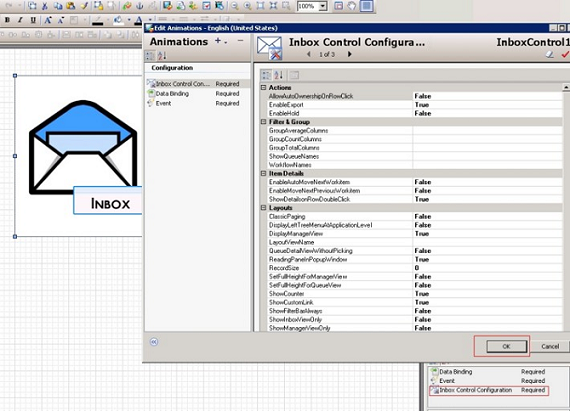 100%
B I U A
Edit Animations - English (United States)
Animations + . -
Configuration
Inbox Control Con... Required
Data Binding Required
Event Required
Inbox Control Configura...
1 of 3
InboxControl1
Actions
AllowAutoOwnershipOnRowClick False
EnableExport True
EnableHold False
Filter & Group
GroupAverageColumns
GroupCountColumns
GroupTotalColumns
ShowQueueNames
WorkflowNames
Item Details
EnableAutoMoveNextWorkitem False
EnableMoveNextPreviousWorkitem False
ShowDetailsonRowDoubleClick True
Layouts
ClassicPaging False
DisplayLeftTreeMenuAtApplicationLevel False
DisplayManagerView True
LayoutViewName
QueueDetailViewWithoutPicking False
ReadingPaneInPopupWindow True
RecordSize 0
SetFullHeightForManagerView False
SetFullHeightForQueueView False
ShowCounter True
ShowCustomLink True
ShowFilterBarAlways False
ShowInboxViewOnly False
ShowManagerViewOnly False
INBOX
OK Cancel
Data Binding Required
Event Required
Inbox Control Configuration Required